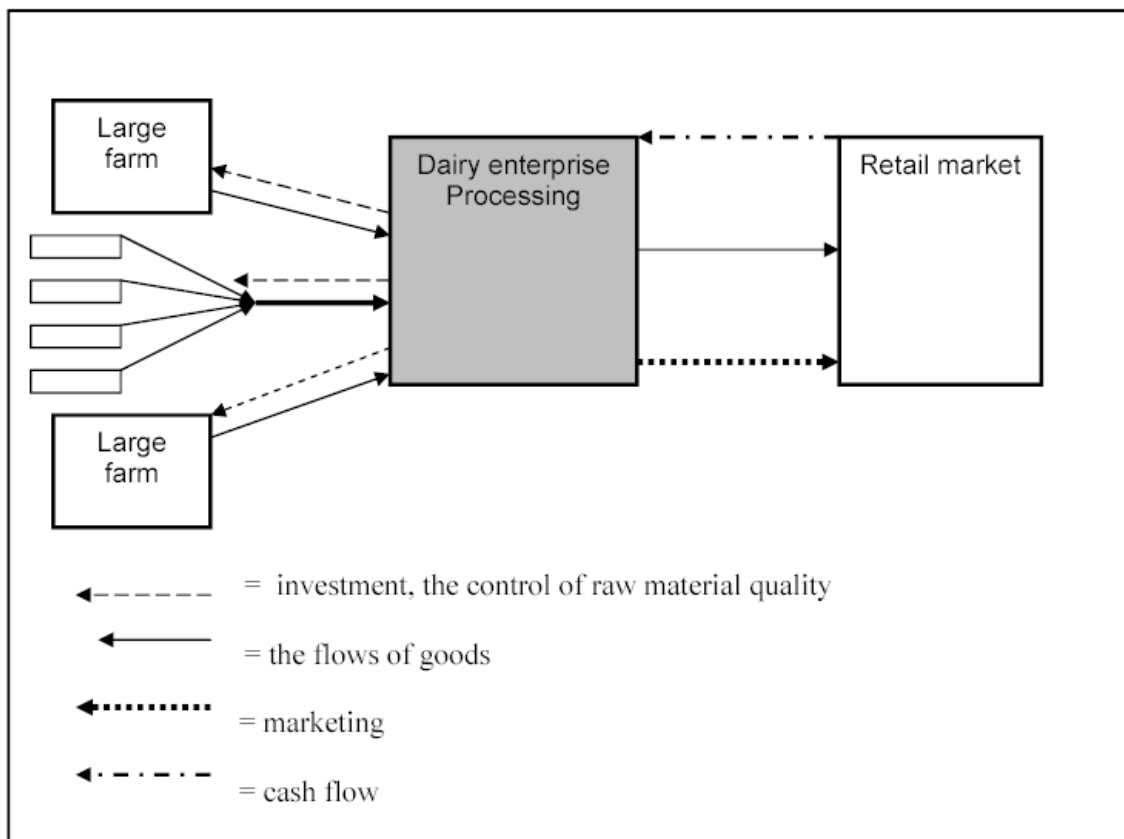 Large
farm
Dairy enterprise
Processing
Retail market
Large
farm
= investment, the control of raw material quality
= the flows of goods
= marketing
= cash flow